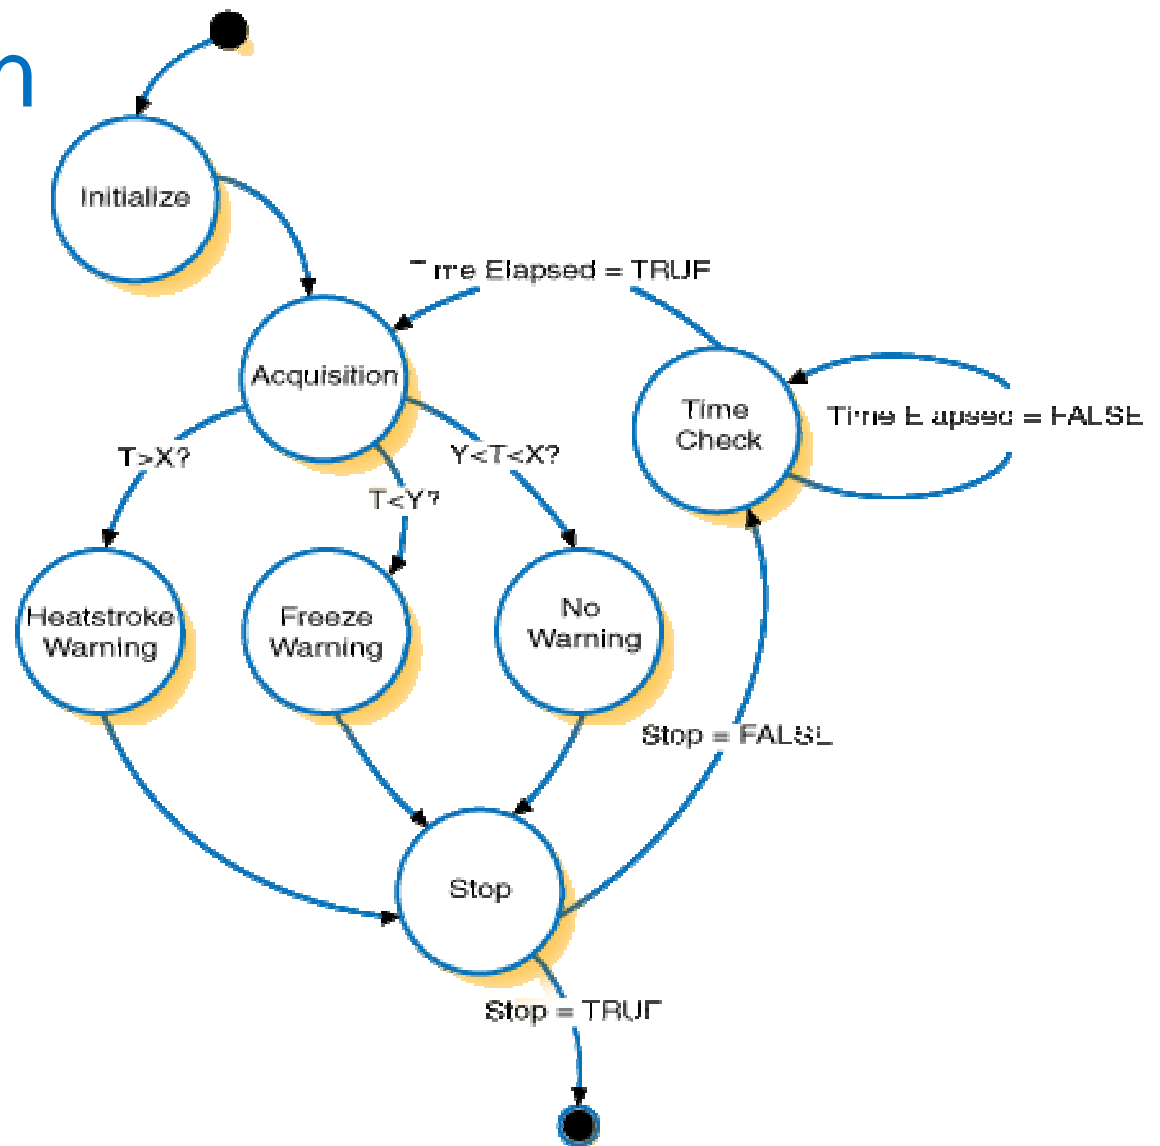 n
Initialize
Time Elapsed = TRUE
Acquisition
Time
Check
Time Elapsed = FALSE
T>X?
Y<T<X?
T<Y?
Heatstroke
Warning
Freeze
Warning
No
Warning
Stop = FALSE
Stop
Stop = TRUE